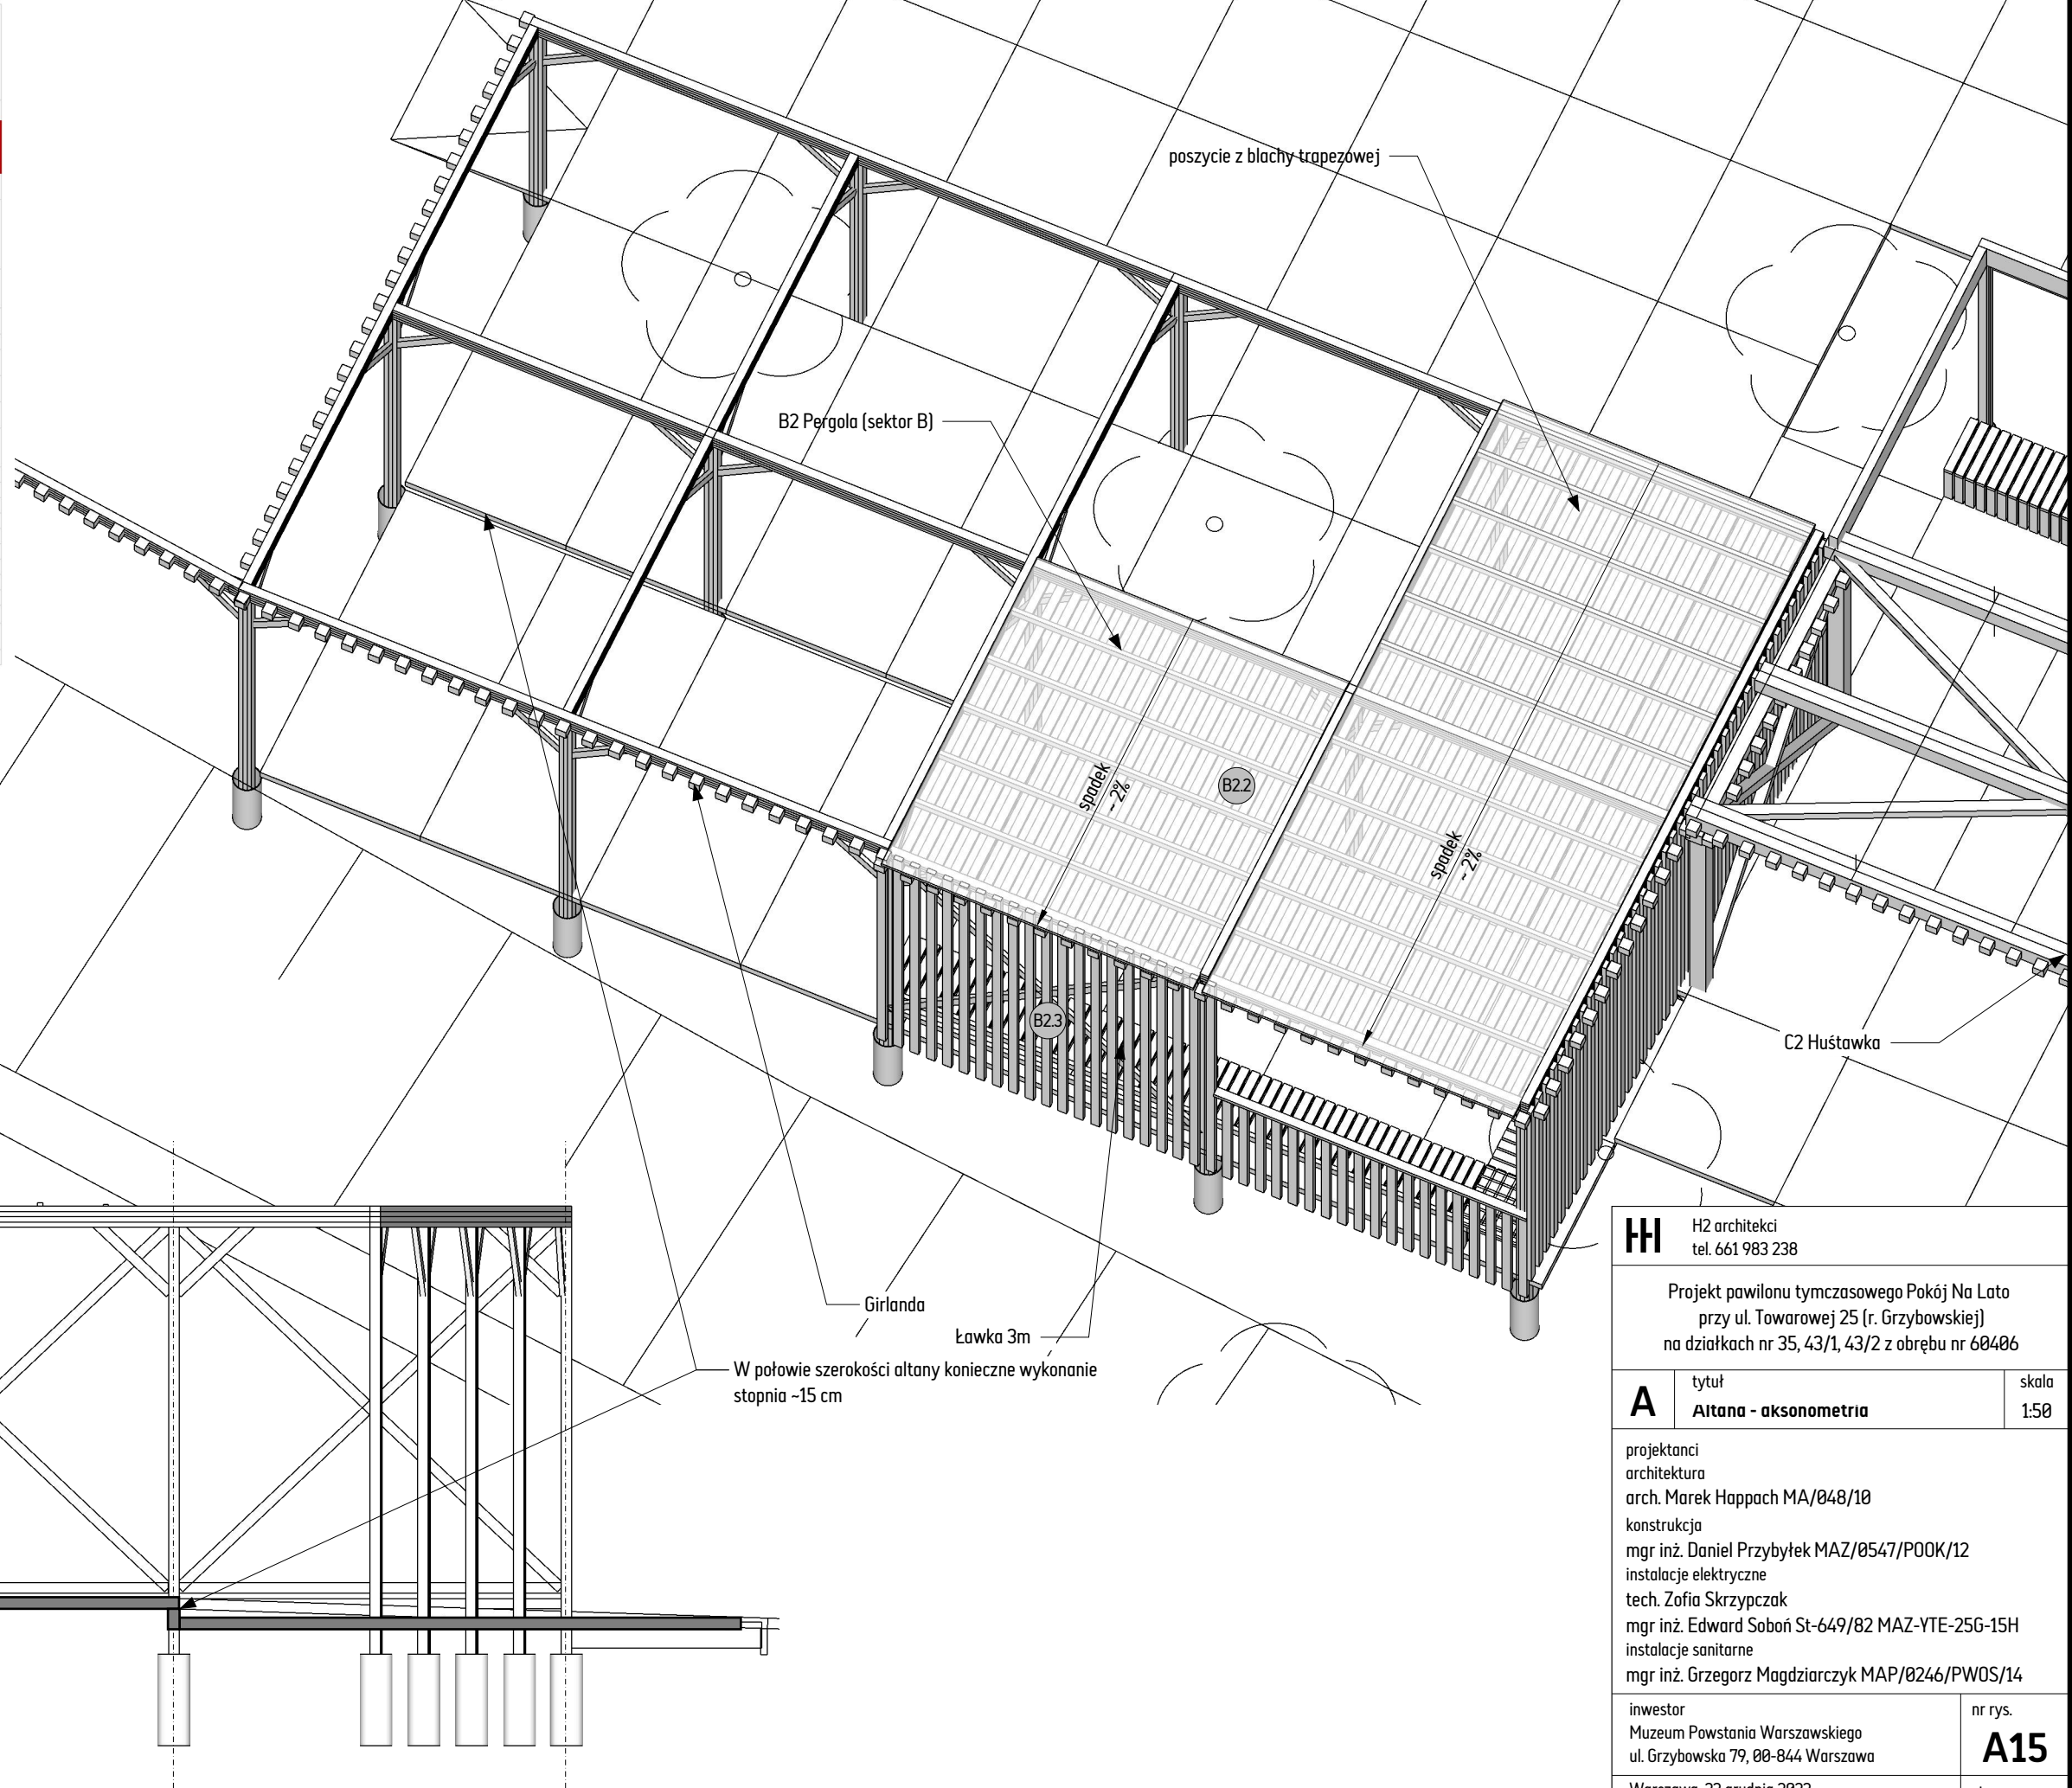 poszycie z blachy trapezowej
B2 Pergola (sektor B)
spadek
~ 2%
B2.2
spadek
~ 2%
B2.3
C2 Huśtawka
Girlanda
Ławka 3m
W połowie szerokości altany konieczne wykonanie
stopnia ~15 cm
H2 architekci
tel. 661 983 238
Projekt pawilonu tymczasowego Pokój Na Lato
przy ul. Towarowej 25 (r. Grzybowskiej)
na działkach nr 35, 43/1, 43/2 z obrębu nr 60406
A
tytuł
Altana - aksonometria
skala
1:50
projektanci
architektura
arch. Marek Happach MA/048/10
konstrukcja
mgr inż. Daniel Przybyłek MAZ/0547/POOK/12
instalacje elektryczne
tech. Zofia Skrzypczak
mgr inż. Edward Soboń St-649/82 MAZ-YTE-25G-15H
instalacje sanitarne
mgr inż. Grzegorz Magdziarczyk MAP/0246/PWOS/14
inwestor
Muzeum Powstania Warszawskiego
ul. Grzybowska 79, 00-844 Warszawa
nr rys.
A15